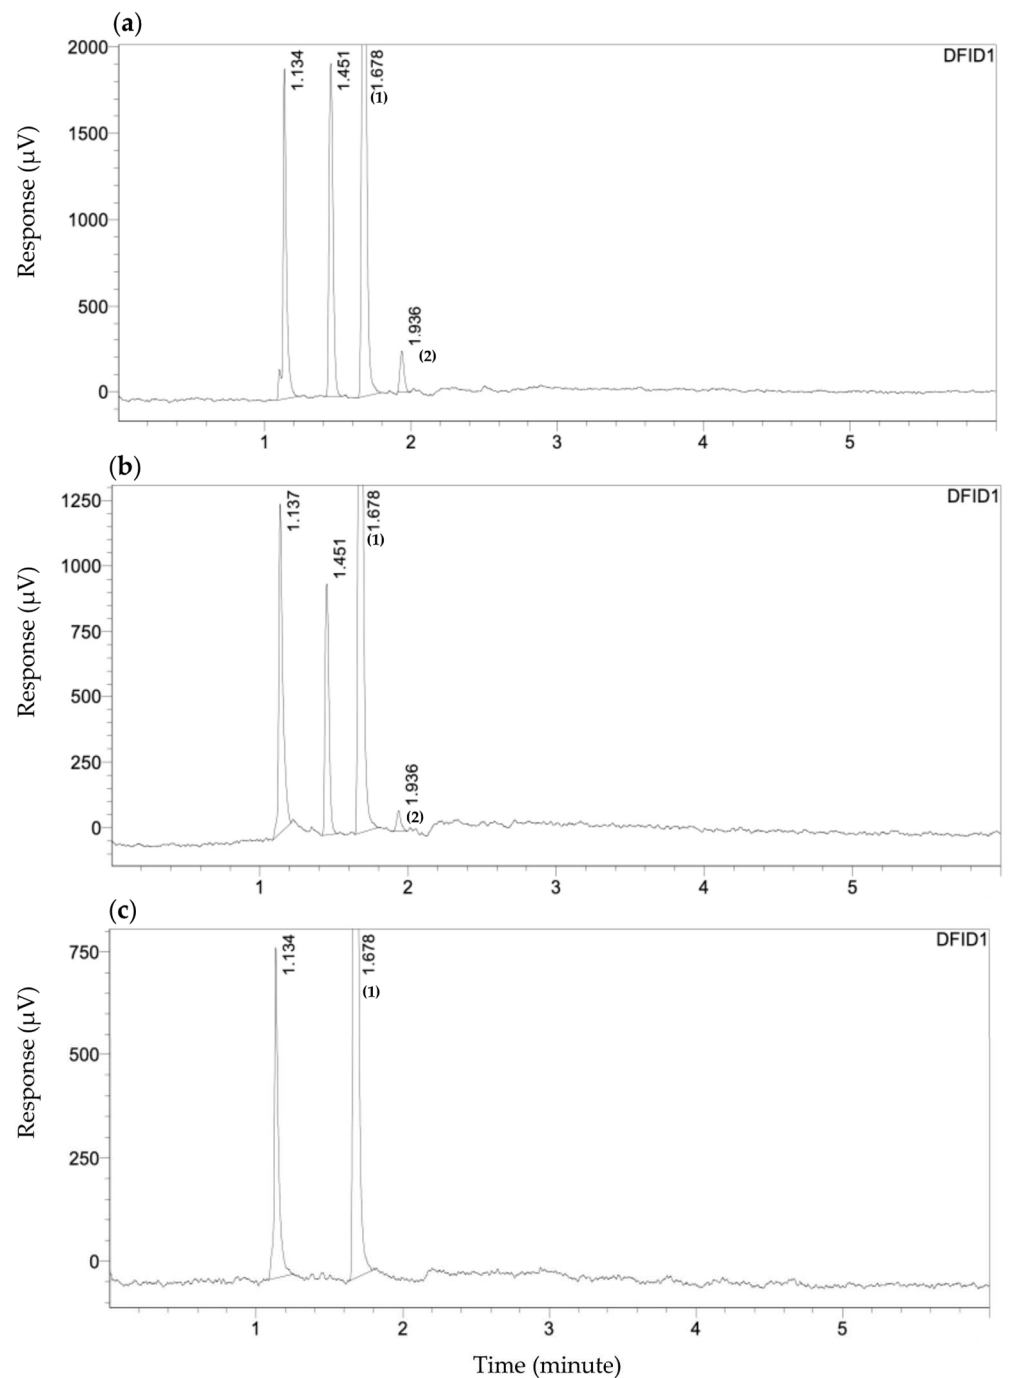 (a)
DFID1
2000
1500
1000
500
0
Response (µV)
1.134
1.451
1.678
(1)
1.936
(2)
1 2 3 4 5
(b)
DFID1
1250
1000
750
500
250
0
Response (µV)
1.137
1.451
1.678
(1)
1.936
(2)
1 2 3 4 5
(c)
DFID1
750
500
250
0
Response (µV)
1.134
1.678
(1)
1 2 3 4 5
Time (minute)